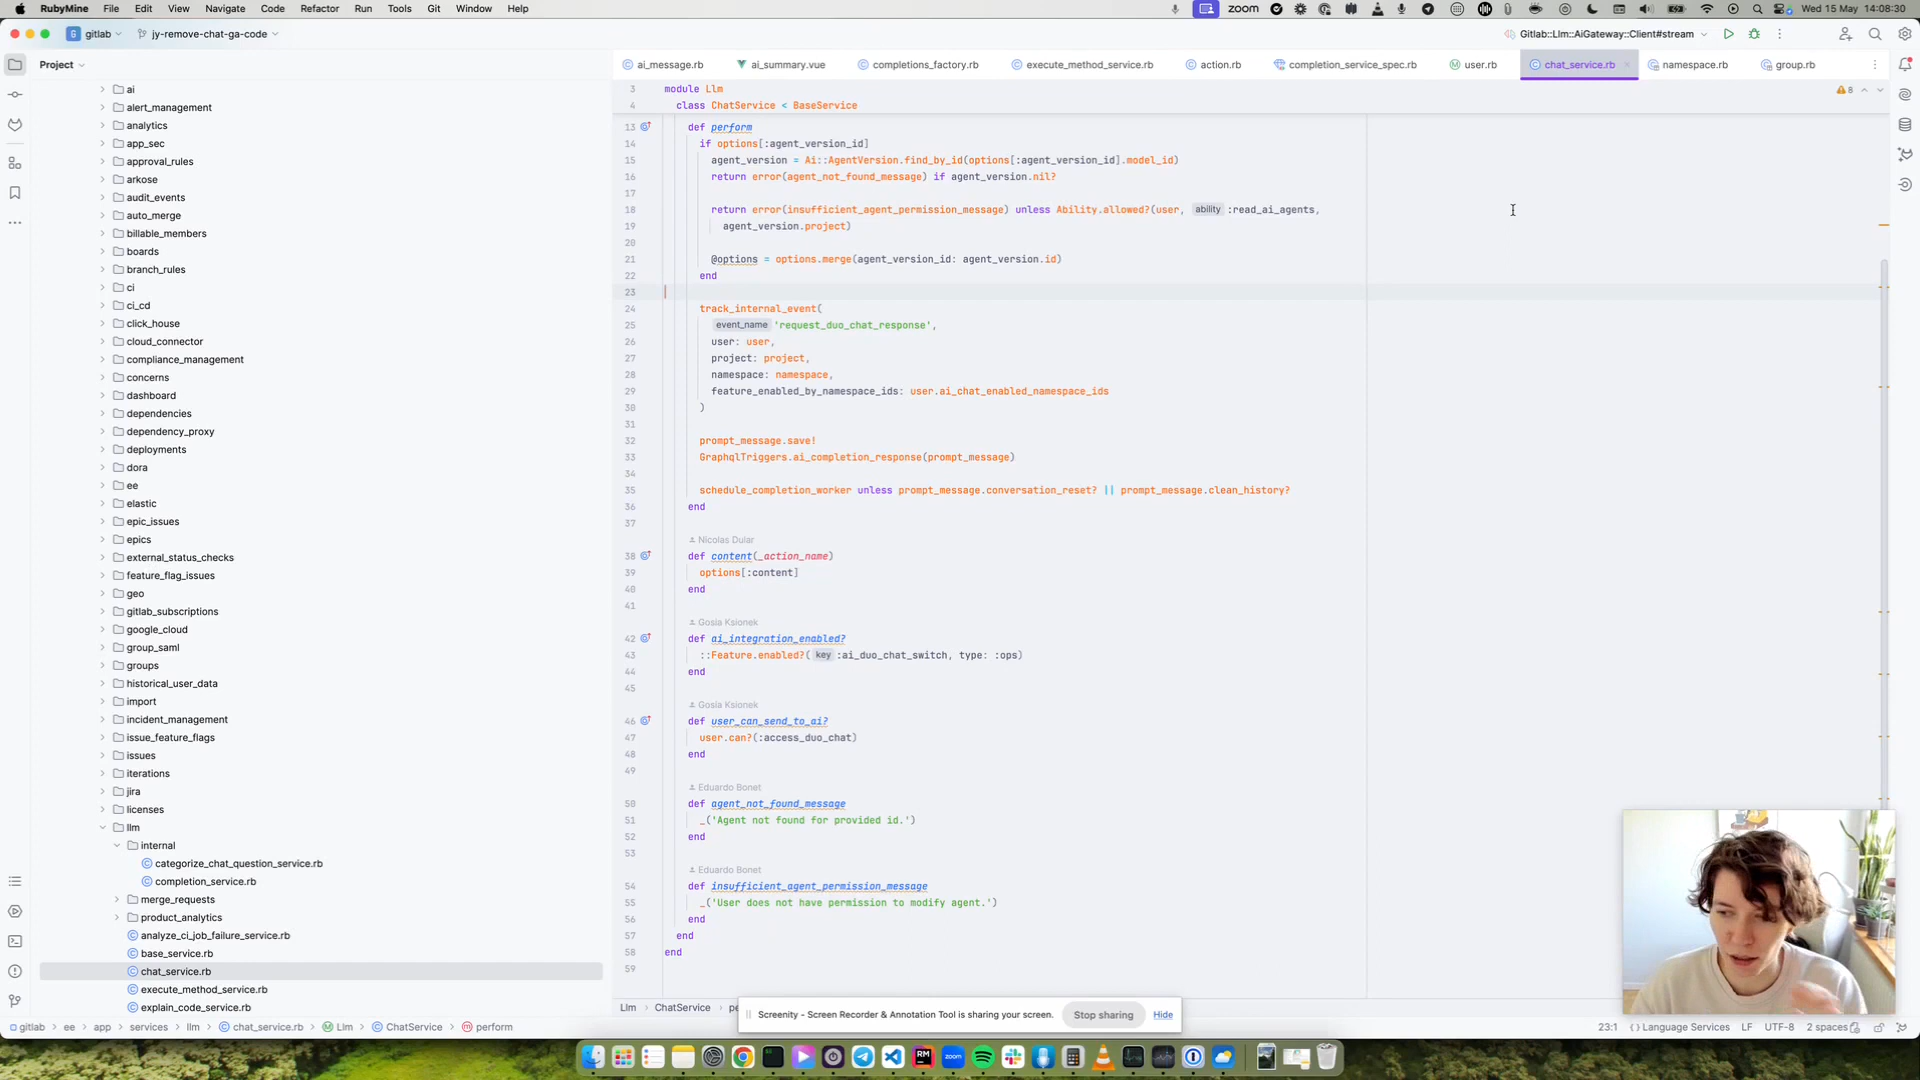 RubyMine File Edit View Navigate Code Refactor Run Tools Git Window Help
zoom Wed 15 May 14:08:30
G gitlab jy-remove-chat-ga-code Gitlab::Llm::AiGateway::Client#stream
Project
ai_message.rb ai_summary.vue completions_factory.rb execute_method_service.rb action.rb completion_service_spec.rb user.rb chat_service.rb namespace.rb group.rb
ai
alert_management
analytics
app_sec
approval_rules
arkose
audit_events
auto_merge
billable_members
boards
branch_rules
ci
ci_cd
click_house
cloud_connector
compliance_management
concerns
dashboard
dependencies
dependency_proxy
deployments
dora
ee
elastic
epic_issues
epics
external_status_checks
feature_flag_issues
geo
gitlab_subscriptions
google_cloud
group_saml
groups
historical_user_data
import
incident_management
issue_feature_flags
issues
iterations
jira
licenses
llm
internal
categorize_chat_question_service.rb
completion_service.rb
merge_requests
product_analytics
analyze_ci_job_failure_service.rb
base_service.rb
chat_service.rb
execute_method_service.rb
explain_code_service.rb
3 module Llm
8
4 class ChatService < BaseService
13 def perform
14 if options[:agent_version_id]
15 agent_version = Ai::AgentVersion.find_by_id(options[:agent_version_id].model_id)
16 return error(agent_not_found_message) if agent_version.nil?
17
18 return error(insufficient_agent_permission_message) unless Ability.allowed?(user, ability :read_ai_agents,
19 agent_version.project)
20
21 @options = options.merge(agent_version_id: agent_version.id)
22 end
23
24 track_internal_event(
25 event_name 'request_duo_chat_response',
26 user: user,
27 project: project,
28 namespace: namespace,
29 feature_enabled_by_namespace_ids: user.ai_chat_enabled_namespace_ids
30 )
31
32 prompt_message.save!
33 GraphqlTriggers.ai_completion_response(prompt_message)
34
35 schedule_completion_worker unless prompt_message.conversation_reset? || prompt_message.clean_history?
36 end
37
Nicolas Dular
38 def content(_action_name)
39 options[:content]
40 end
41
Gosia Ksionek
42 def ai_integration_enabled?
43 ::Feature.enabled?( key :ai_duo_chat_switch, type: :ops)
44 end
45
Gosia Ksionek
46 def user_can_send_to_ai?
47 user.can?(:access_duo_chat)
48 end
49
Eduardo Bonet
50 def agent_not_found_message
51 _('Agent not found for provided id.')
52 end
53
Eduardo Bonet
54 def insufficient_agent_permission_message
55 _('User does not have permission to modify agent.')
56 end
57 end
58 end
59
Llm ChatService pe
Screenity - Screen Recorder & Annotation Tool is sharing your screen. Stop sharing Hide
gitlab ee app services llm chat_service.rb Llm ChatService perform
23:1 Language Services LF UTF-8 2 spaces
RM zoom